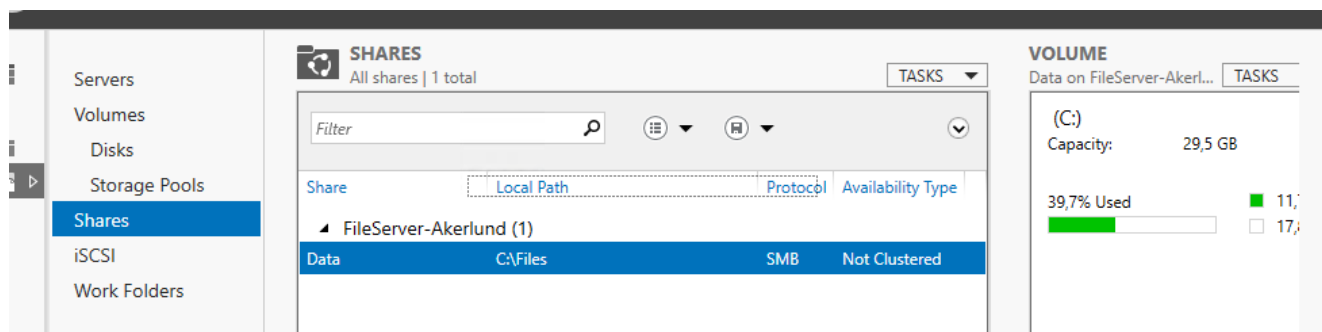 Servers
Volumes
Disks
Storage Pools
Shares
iSCSI
Work Folders
SHARES
All shares | 1 total
TASKS
Filter
Share Local Path Protocol Availability Type
FileServer-Akerlund (1)
Data C:\Files SMB Not Clustered
VOLUME
Data on FileServer-Akerl... TASKS
(C:)
Capacity: 29,5 GB
39,7% Used
11,
17,